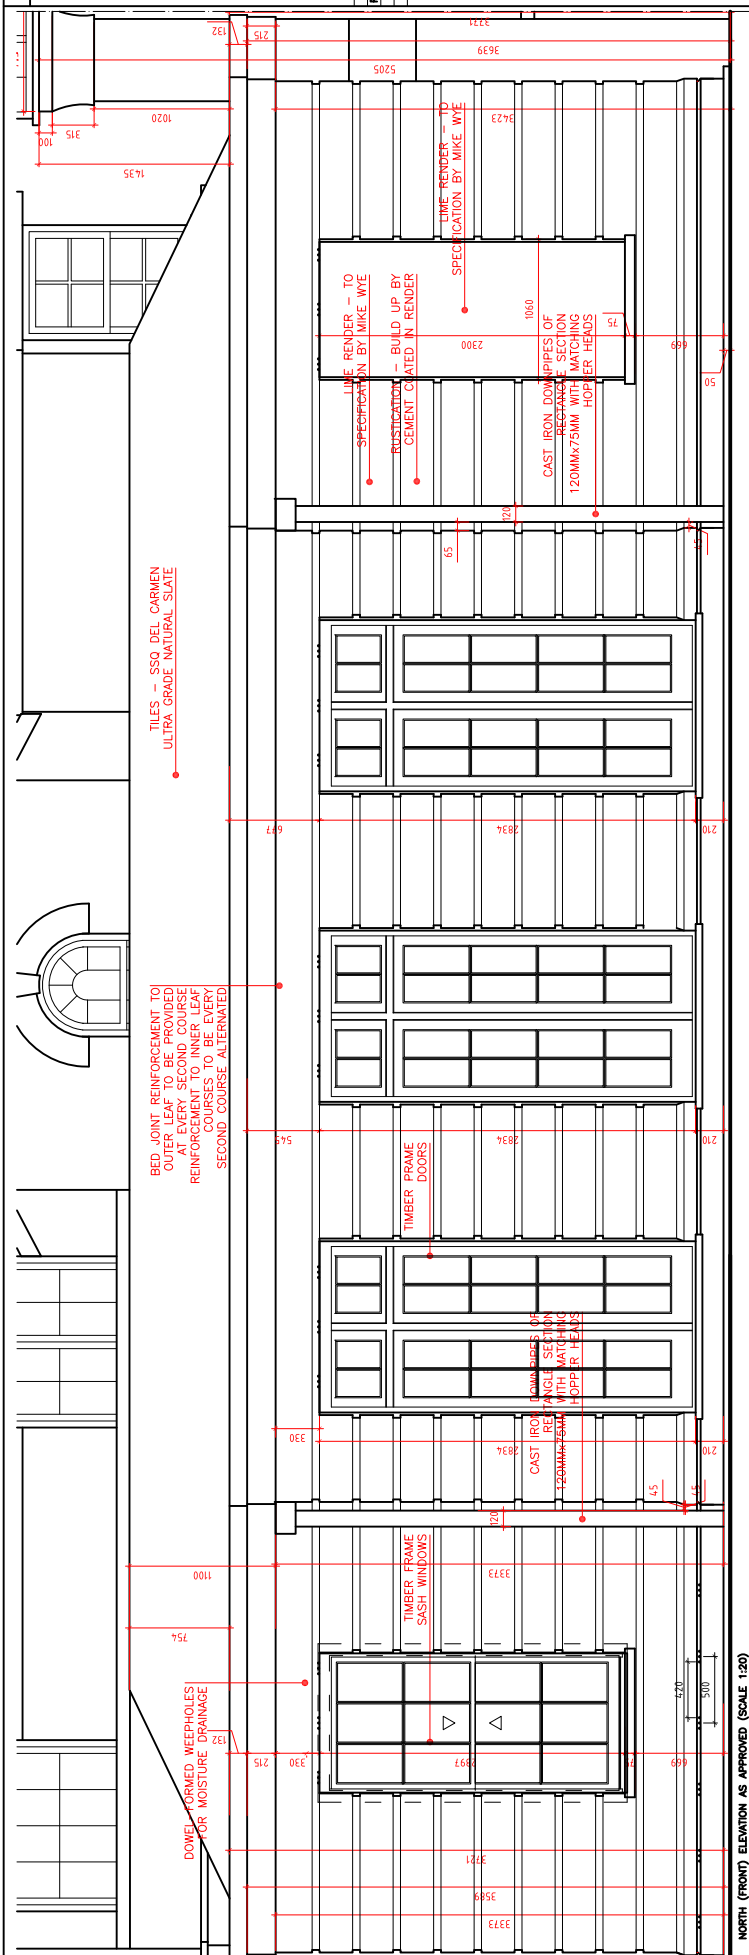 DOWEL FORMED WEEPHOLES
FOR MOISTURE DRAINAGE
BED JOINT REINFORCEMENT TO
OUTER LEAF TO BE PROVIDED
AT EVERY SECOND COURSE
REINFORCEMENT TO INNER LEAF
COURSES TO BE EVERY
SECOND COURSE ALTERNATED
TILES – SSQ DEL CARMEN
ULTRA GRADE NATURAL SLATE
LIME RENDER – TO
SPECIFICATION BY MIKE WYE
RUSTICATION – BUILD UP BY
CEMENT COATED IN RENDER
LIME RENDER – TO
SPECIFICATION BY MIKE WYE
TIMBER FRAME
SASH WINDOWS
TIMBER PRAME
DOORS
CAST IRON DOWNPIPES OF
RECTANGLE SECTION
120MMx75MM WITH MATCHING
HOPPER HEADS
CAST IRON DOWNPIPES OF
RECTANGLE SECTION
120MMx75MM WITH MATCHING
HOPPER HEADS
132
215
3771
3639
5205
3423
1020
315
100
1435
1060
2300
75
669
50
120
65
45
677
2834
210
545
2834
210
330
2834
210
45
45
120
1100
754
3373
132
215
330
2397
669
420
500
3721
3589
3373
NORTH (FRONT) ELEVATION AS APPROVED (SCALE 1:20)